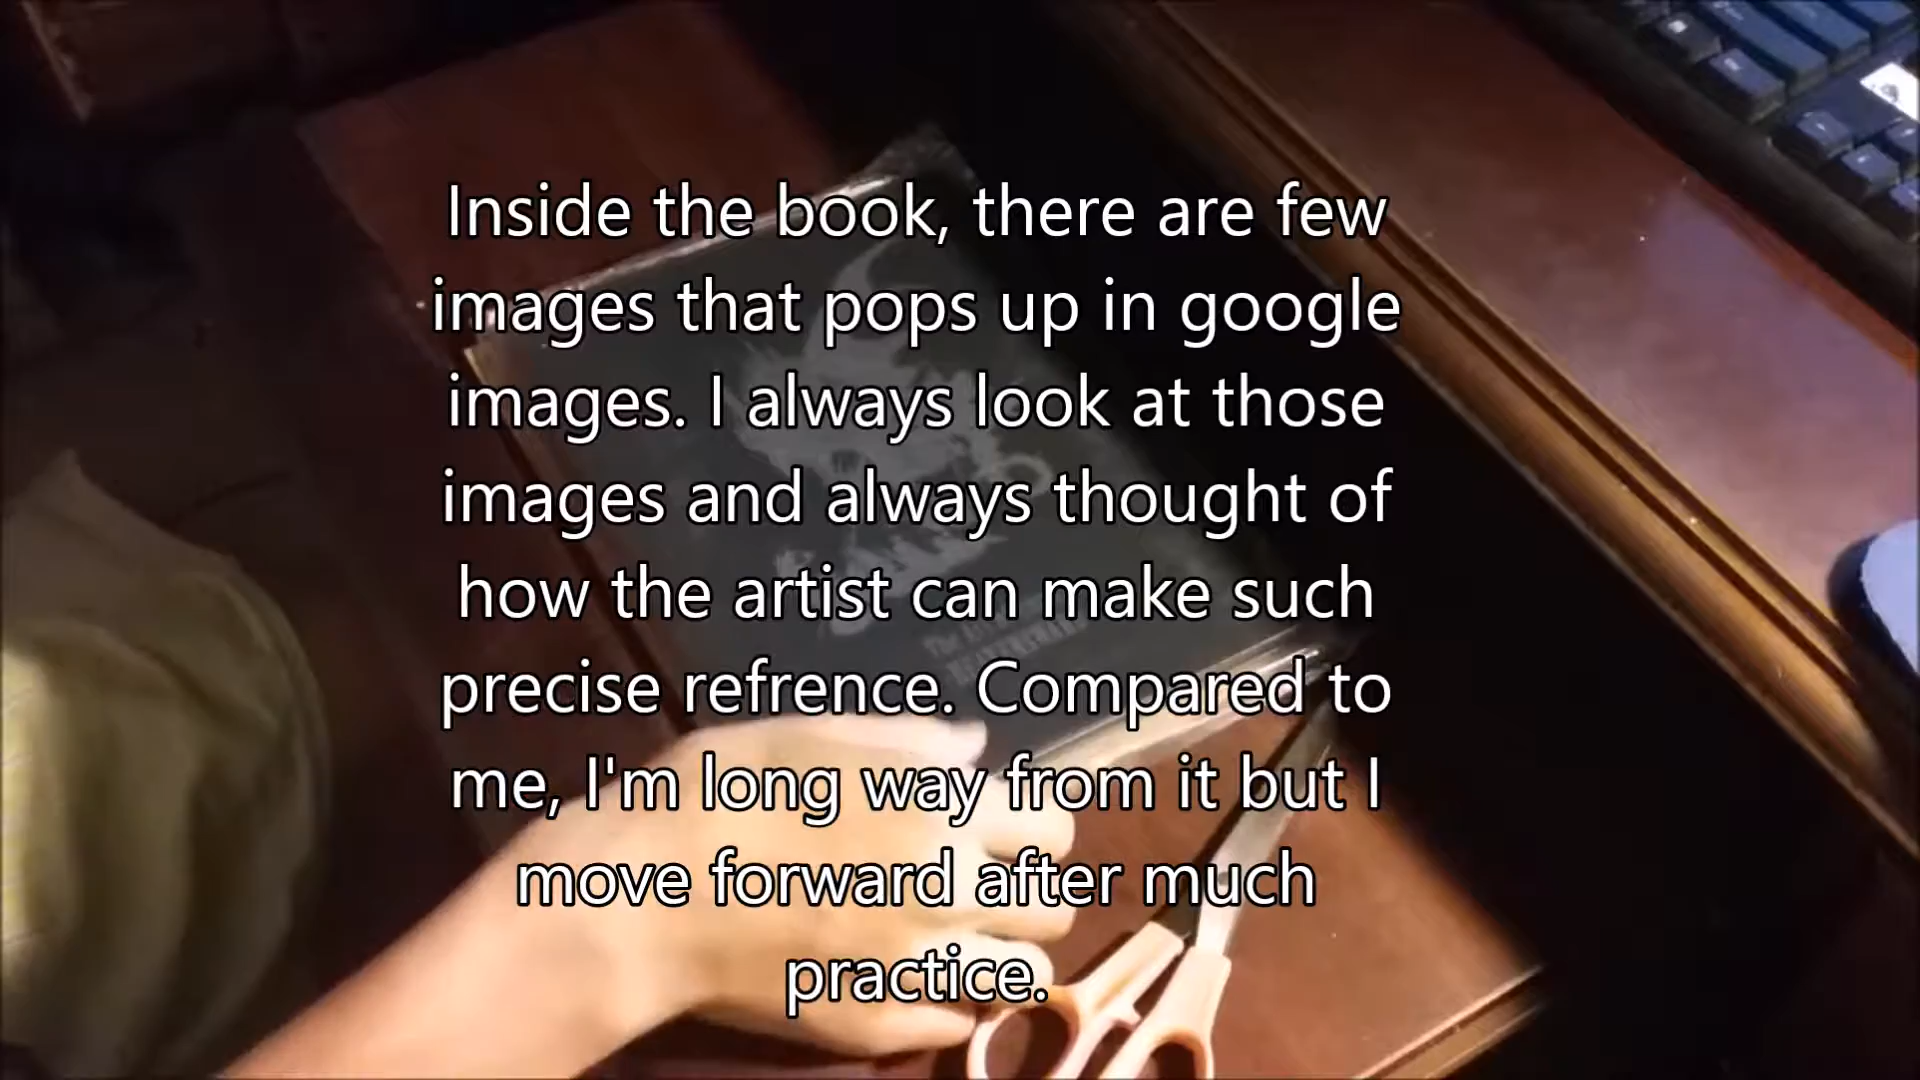 Inside the book, there are few
images that pops up in google
images. I always look at those
images and always thought of
how the artist can make such
precise refrence. Compared to
me, I'm long way from it but I
move forward after much
practice.
The